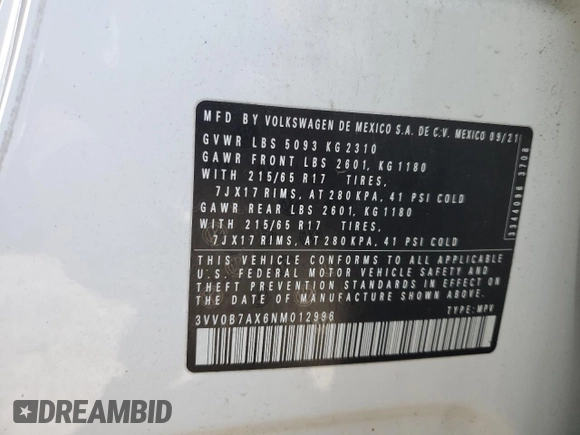 MFD BY VOLKSWAGEN DE MEXICO S.A. DE C.V. MEXICO 09/21
GVWR LBS 5093 KG 2310
GAWR FRONT LBS 2601, KG 1180
WITH 215/65 R17 TIRES,
7JX17 RIMS, AT 280 KPA, 41 PSI COLD
GAWR REAR LBS 2601, KG 1180
WITH 215/65 R17 TIRES,
7JX17 RIMS, AT 280 KPA, 41 PSI COLD
THIS VEHICLE CONFORMS TO ALL APPLICABLE
U.S. FEDERAL MOTOR VEHICLE SAFETY AND
THEFT PREVENTION STANDARDS IN EFFECT ON
THE DATE OF MANUFACTURE SHOWN ABOVE
3VV0B7AX6NM012996 TYPE: MPV
3344096 3708
DREAMBID